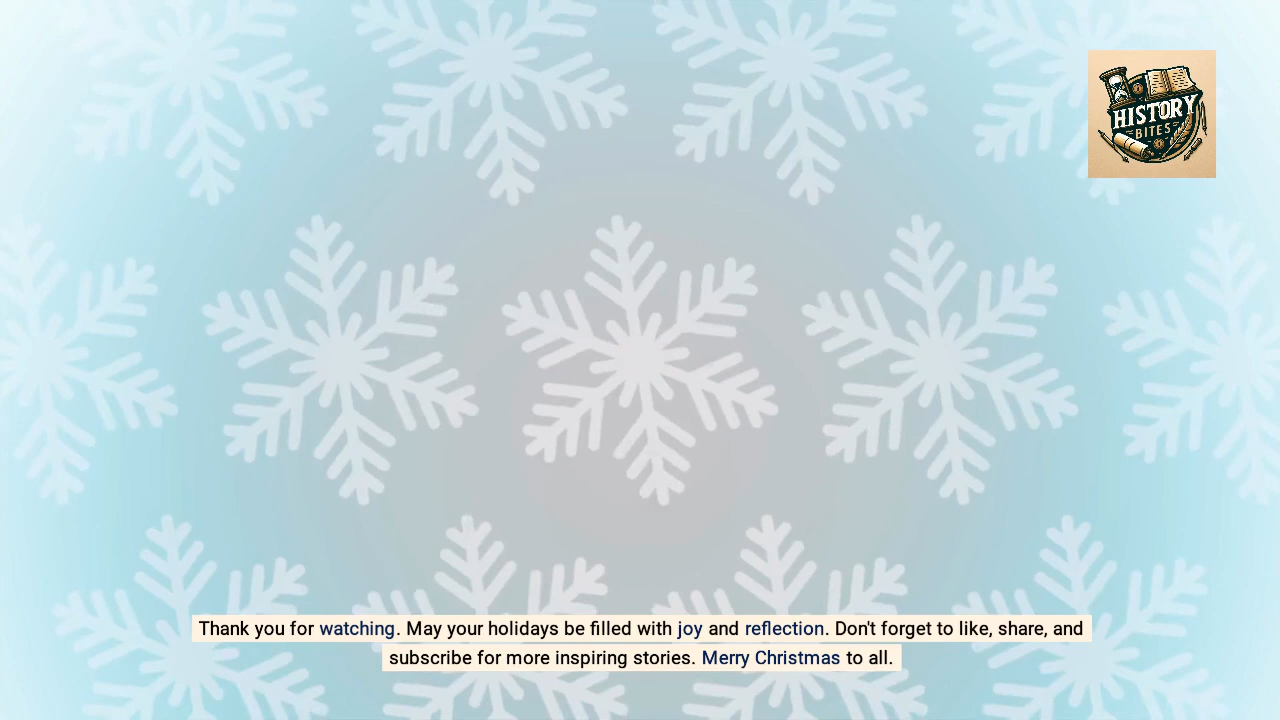 HISTORY
BITES
Thank you for watching. May your holidays be filled with joy and reflection. Don't forget to like, share, and
subscribe for more inspiring stories. Merry Christmas to all.